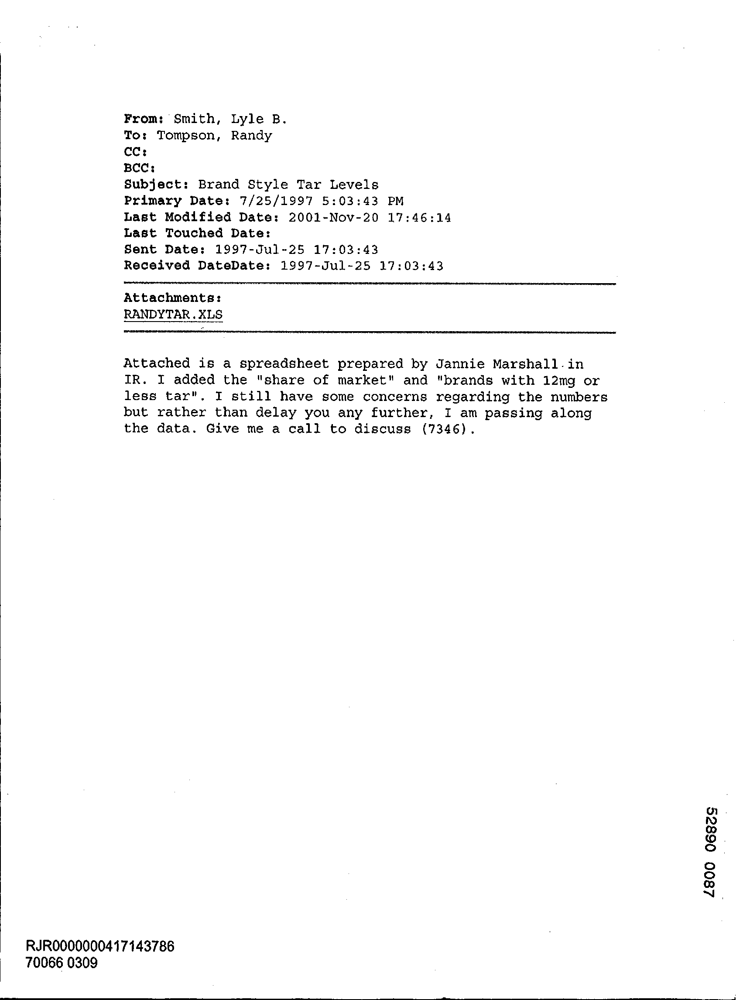 From: Smith, Lyle B.
To: Tompson, Randy
CC:
BCC:
Subject: Brand Style Tar Levels
Primary Date: 7/25/1997 5:03:43 PM
Last Modified Date: 2001-Nov-20 17:46:14
Last Touched Date:
Sent Date: 1997-Jul-25 17:03:43
Received DateDate: 1997-Jul-25 17:03:43
Attachments:
RANDYTAR.XLS
Attached is a spreadsheet prepared by Jannie Marshall in
IR. I added the "share of market" and "brands with 12mg or
less tar". I still have some concerns regarding the numbers
but rather than delay you any further, I am passing along
the data. Give me a call to discuss (7346).
52890 0087
RJR0000000417143786
70066 0309